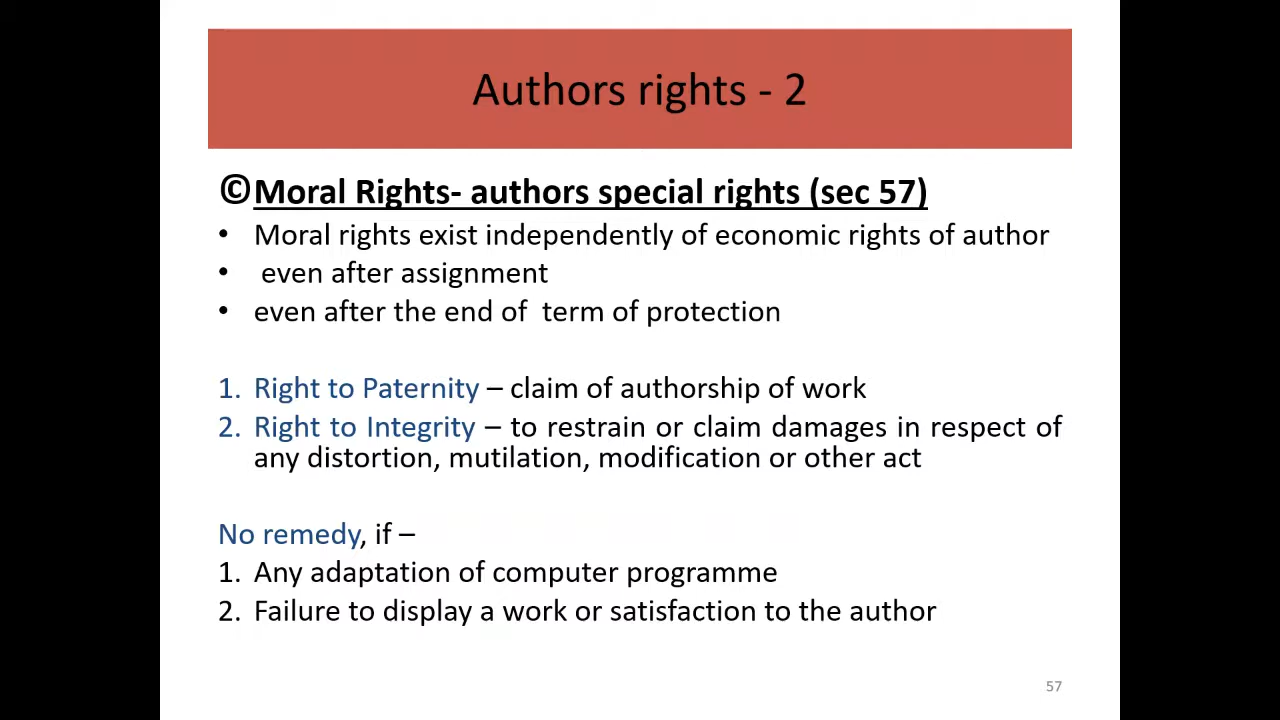 Authors rights - 2
©Moral Rights- authors special rights (sec 57)
• Moral rights exist independently of economic rights of author
• even after assignment
• even after the end of term of protection
1. Right to Paternity – claim of authorship of work
2. Right to Integrity – to restrain or claim damages in respect of
any distortion, mutilation, modification or other act
No remedy, if –
1. Any adaptation of computer programme
2. Failure to display a work or satisfaction to the author
57